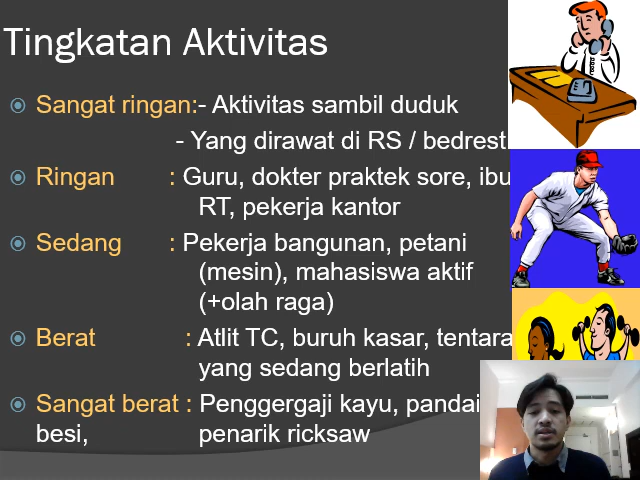 Tingkatan Aktivitas
Sangat ringan:- Aktivitas sambil duduk
- Yang dirawat di RS / bedrest
Ringan : Guru, dokter praktek sore, ibu
RT, pekerja kantor
Sedang : Pekerja bangunan, petani
(mesin), mahasiswa aktif
(+olah raga)
Berat : Atlit TC, buruh kasar, tentara
yang sedang berlatih
Sangat berat : Penggergaji kayu, pandai
besi, penarik ricksaw